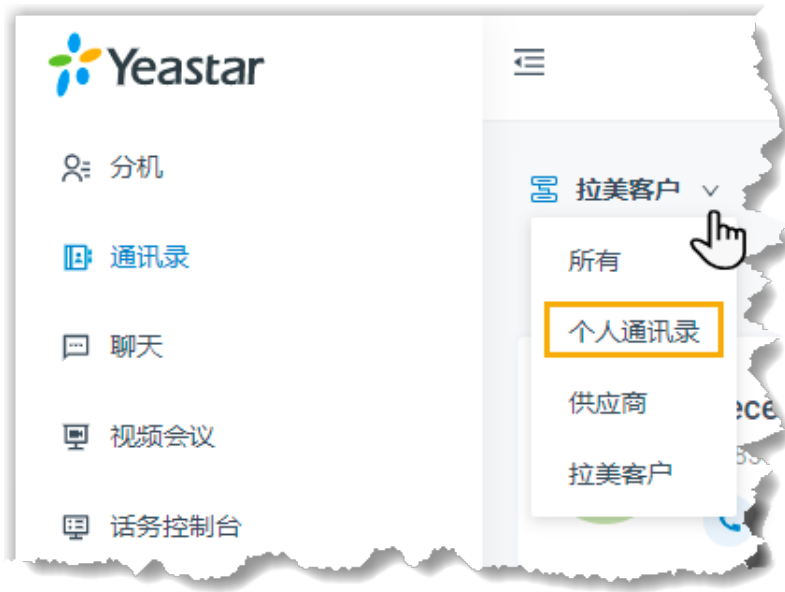 Yeastar
分机
通讯录
聊天
视频会议
话务控制台
拉美客户
所有
个人通讯录
供应商
拉美客户